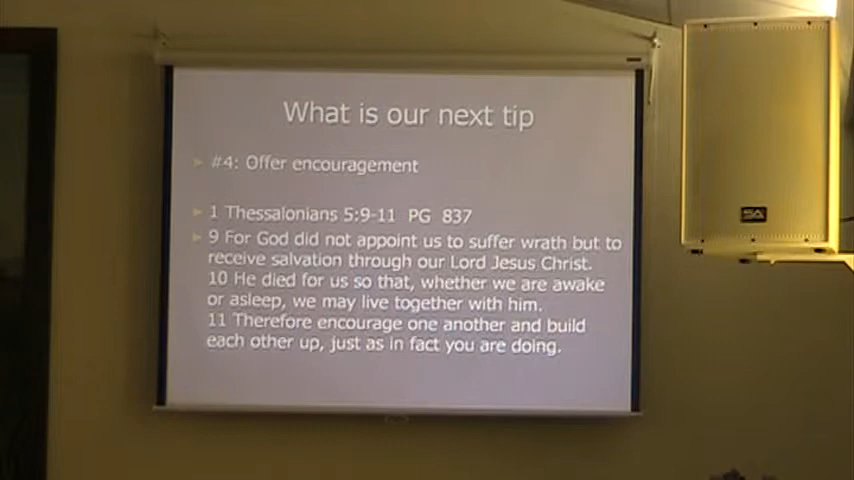 What is our next tip
#4: Offer encouragement
1 Thessalonians 5:9-11 PG 837
9 For God did not appoint us to suffer wrath but to
receive salvation through our Lord Jesus Christ.
10 He died for us so that, whether we are awake
or asleep, we may live together with him.
11 Therefore encourage one another and build
each other up, just as in fact you are doing.
SA